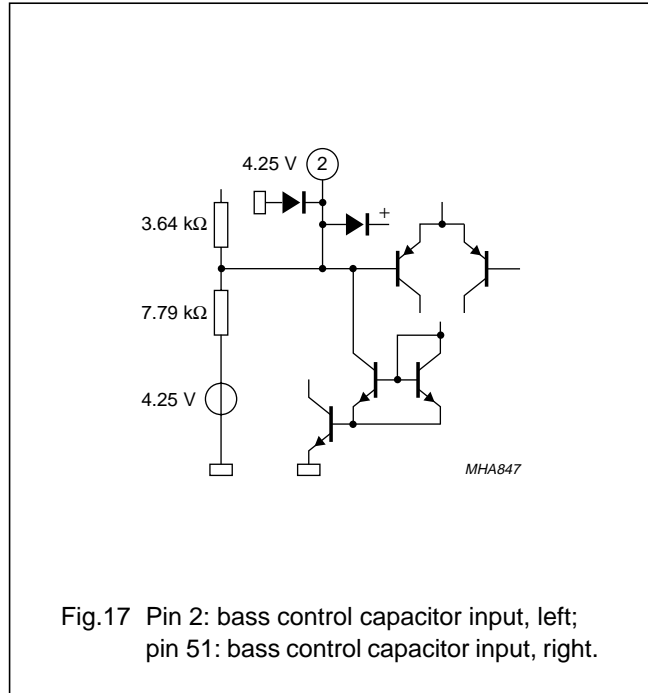 4.25 V 2
+
3.64 kΩ
7.79 kΩ
4.25 V
MHA847
Fig.17 Pin 2: bass control capacitor input, left;
pin 51: bass control capacitor input, right.